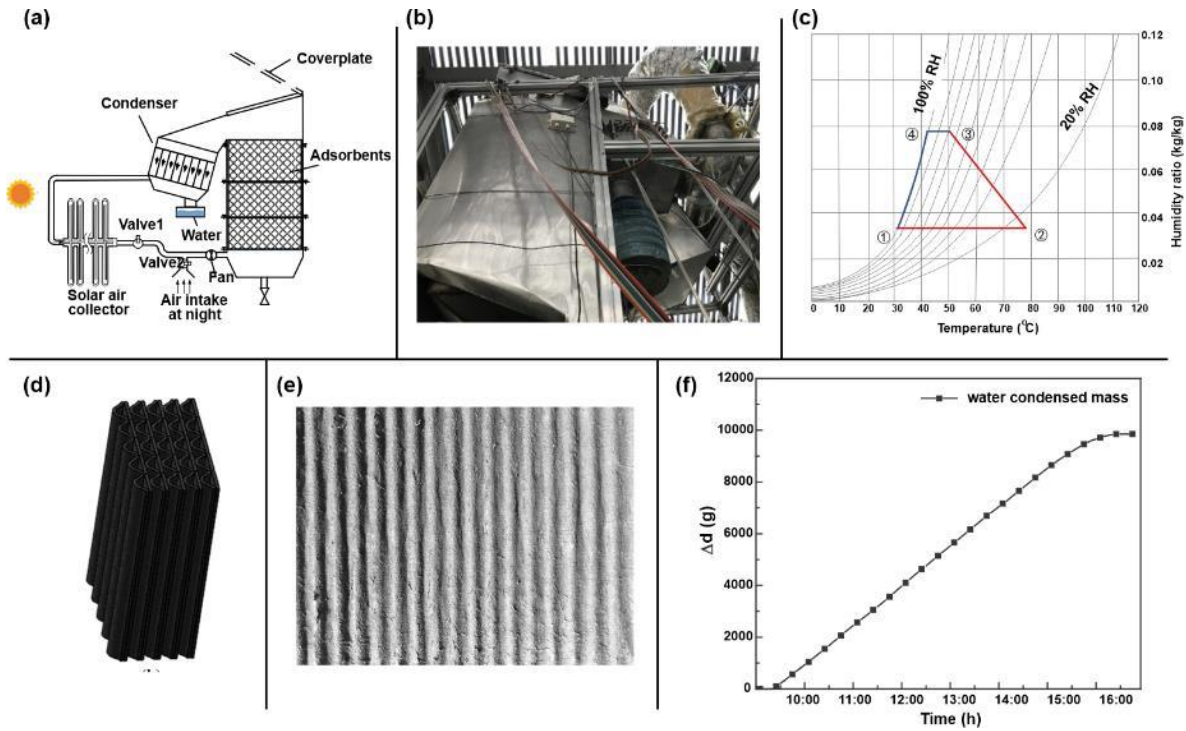 (a)
Coverplate
Condenser
Adsorbents
Water
Valve1
Valve2
Fan
Solar air
collector
Air intake
at night
(b)
(c)
100% RH
20% RH
④
③
①
②
0.12
0.10
0.08
0.06
0.04
0.02
Humidity ratio (kg/kg)
0 10 20 30 40 50 60 70 80 90 100 110 120
Temperature (°C)
(d)
(e)
(f)
water condensed mass
12000
10000
8000
6000
4000
2000
0
Δd (g)
10:00 11:00 12:00 13:00 14:00 15:00 16:00
Time (h)